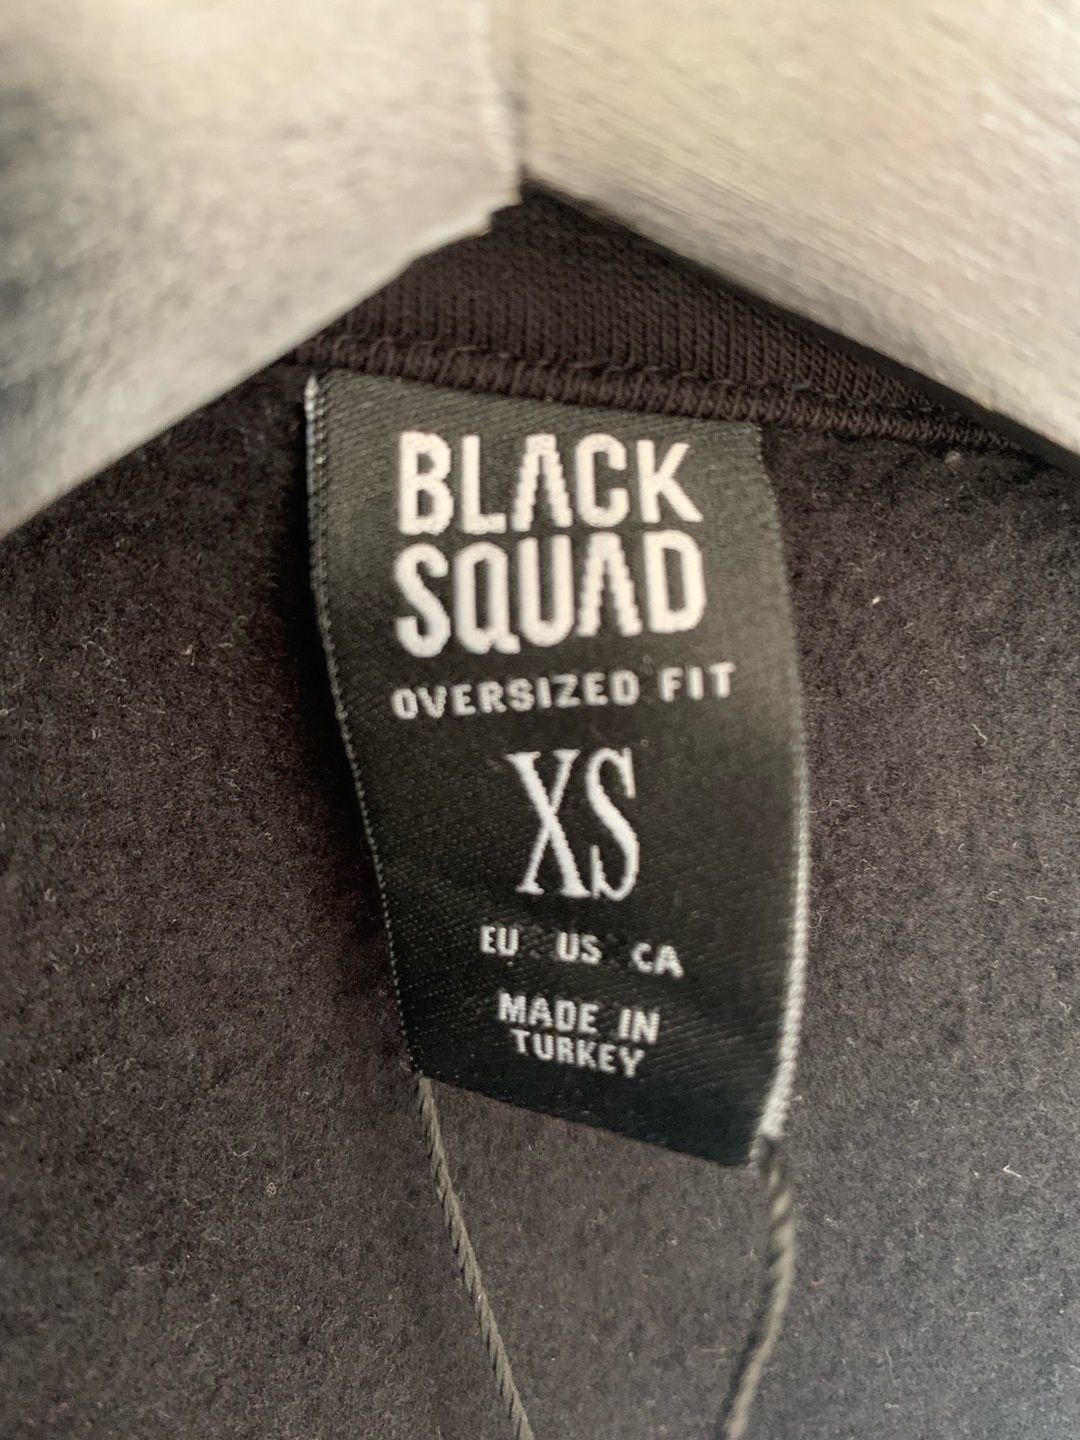 BLACK
SQUAD
OVERSIZED FIT
XS
EU US CA
MADE IN
TURKEY